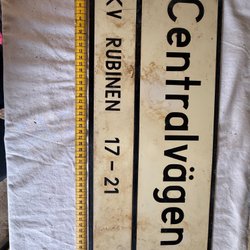 Centralvägen
KV RUBINEN 17-21